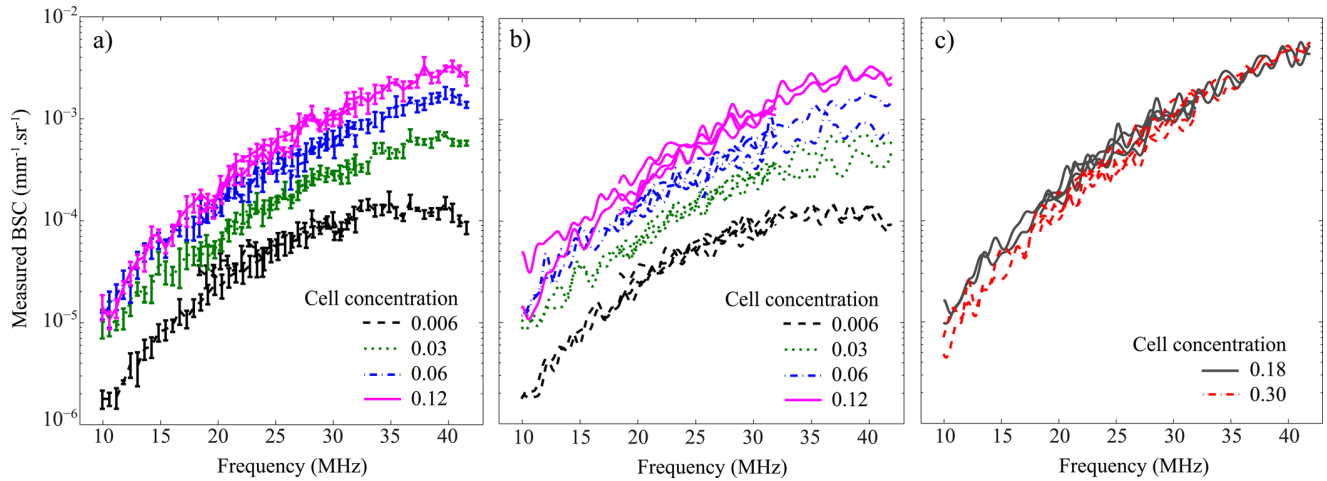 a)
Measured BSC (mm⁻¹.sr⁻¹)
10⁻²
10⁻³
10⁻⁴
10⁻⁵
10⁻⁶
Cell concentration
0.006
0.03
0.06
0.12
10 15 20 25 30 35 40
Frequency (MHz)
b)
Cell concentration
0.006
0.03
0.06
0.12
10 15 20 25 30 35 40
Frequency (MHz)
c)
Cell concentration
0.18
0.30
10 15 20 25 30 35 40
Frequency (MHz)